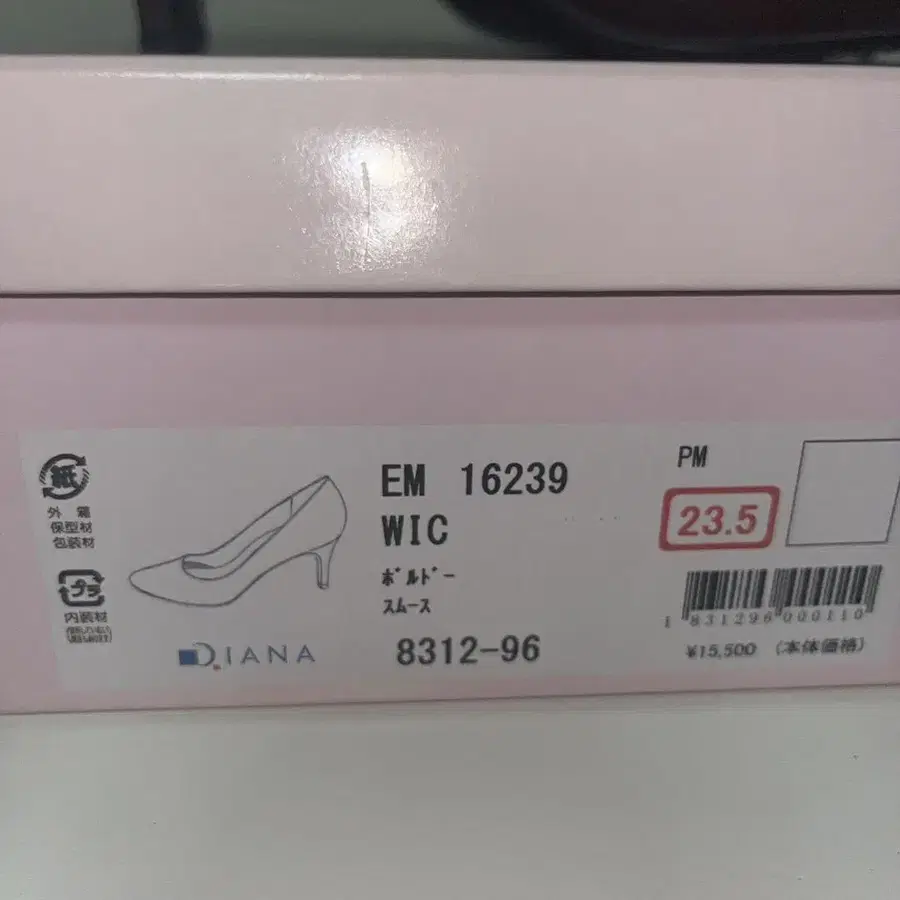 紙
外箱
保型材
包装材
プラ
内装材
DIANA
EM 16239
WIC
ﾎﾞﾙﾄﾞｰ
ｽﾑｰｽ
8312-96
PM
23.5
1 831296 000110
¥15,500 (本体価格)